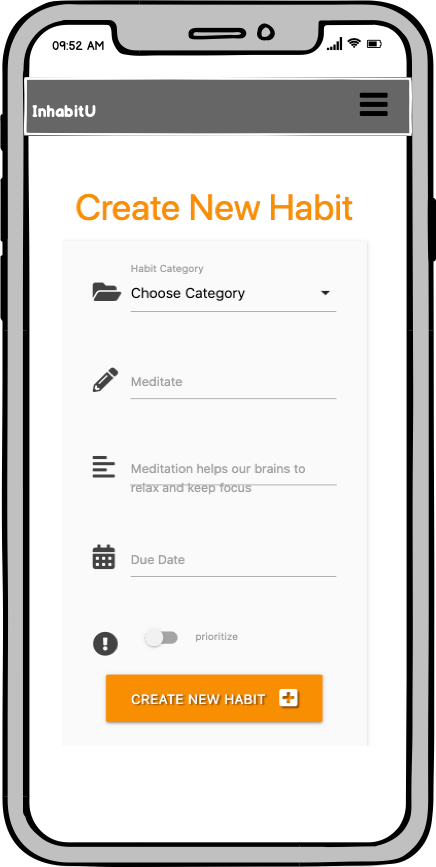 09:52 AM
InhabitU
Create New Habit
Habit Category
Choose Category
Meditate
Meditation helps our brains to
relax and keep focus
Due Date
prioritize
CREATE NEW HABIT